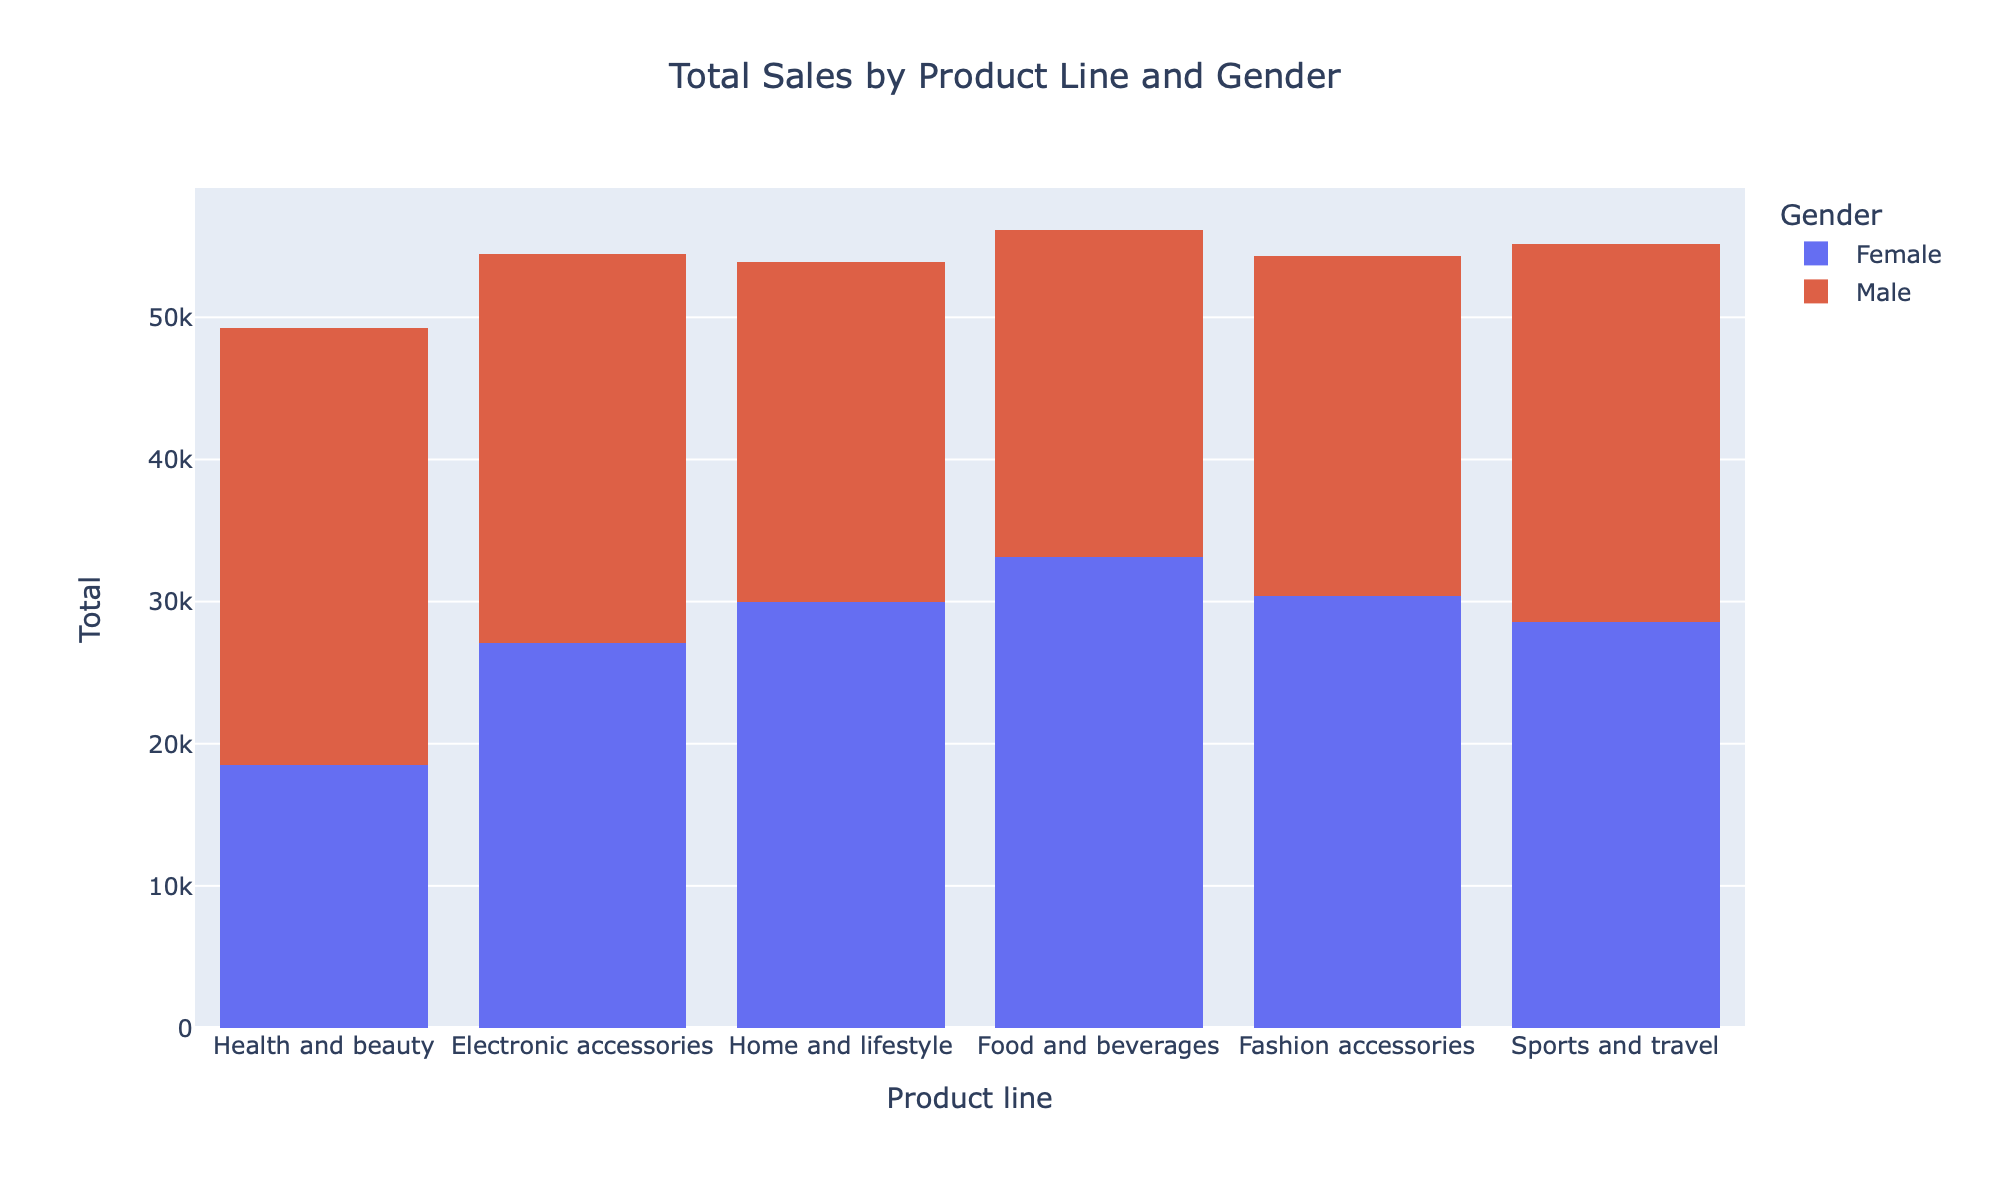 Total Sales by Product Line and Gender
Gender
Female
Male
Total
50k
40k
30k
20k
10k
0
Health and beauty
Electronic accessories
Home and lifestyle
Food and beverages
Fashion accessories
Sports and travel
Product line